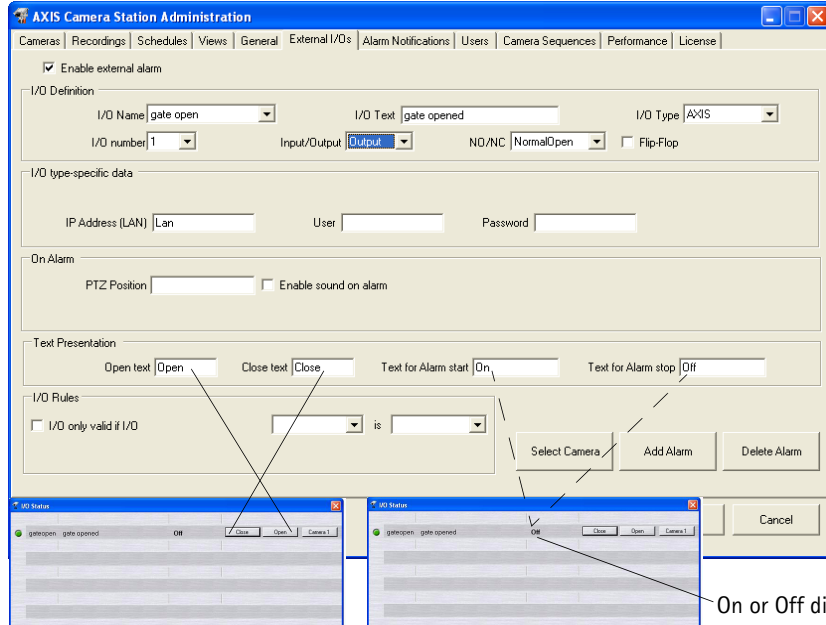 AXIS Camera Station Administration
Cameras Recordings Schedules Views General External I/Os Alarm Notifications Users Camera Sequences Performance License
Enable external alarm
I/O Definition
I/O Name gate open I/O Text gate opened I/O Type AXIS
I/O number 1 Input/Output Output NO/NC NormalOpen Flip-Flop
I/O type-specific data
IP Address (LAN) Lan User Password
On Alarm
PTZ Position Enable sound on alarm
Text Presentation
Open text Open Close text Close Text for Alarm start On Text for Alarm stop Off
I/O Rules
I/O only valid if I/O is
Select Camera Add Alarm Delete Alarm
Cancel
I/O Status
gateopen gate opened Off Close Open Camera 1
I/O Status
gateopen gate opened Off Close Open Camera 1
On or Off di